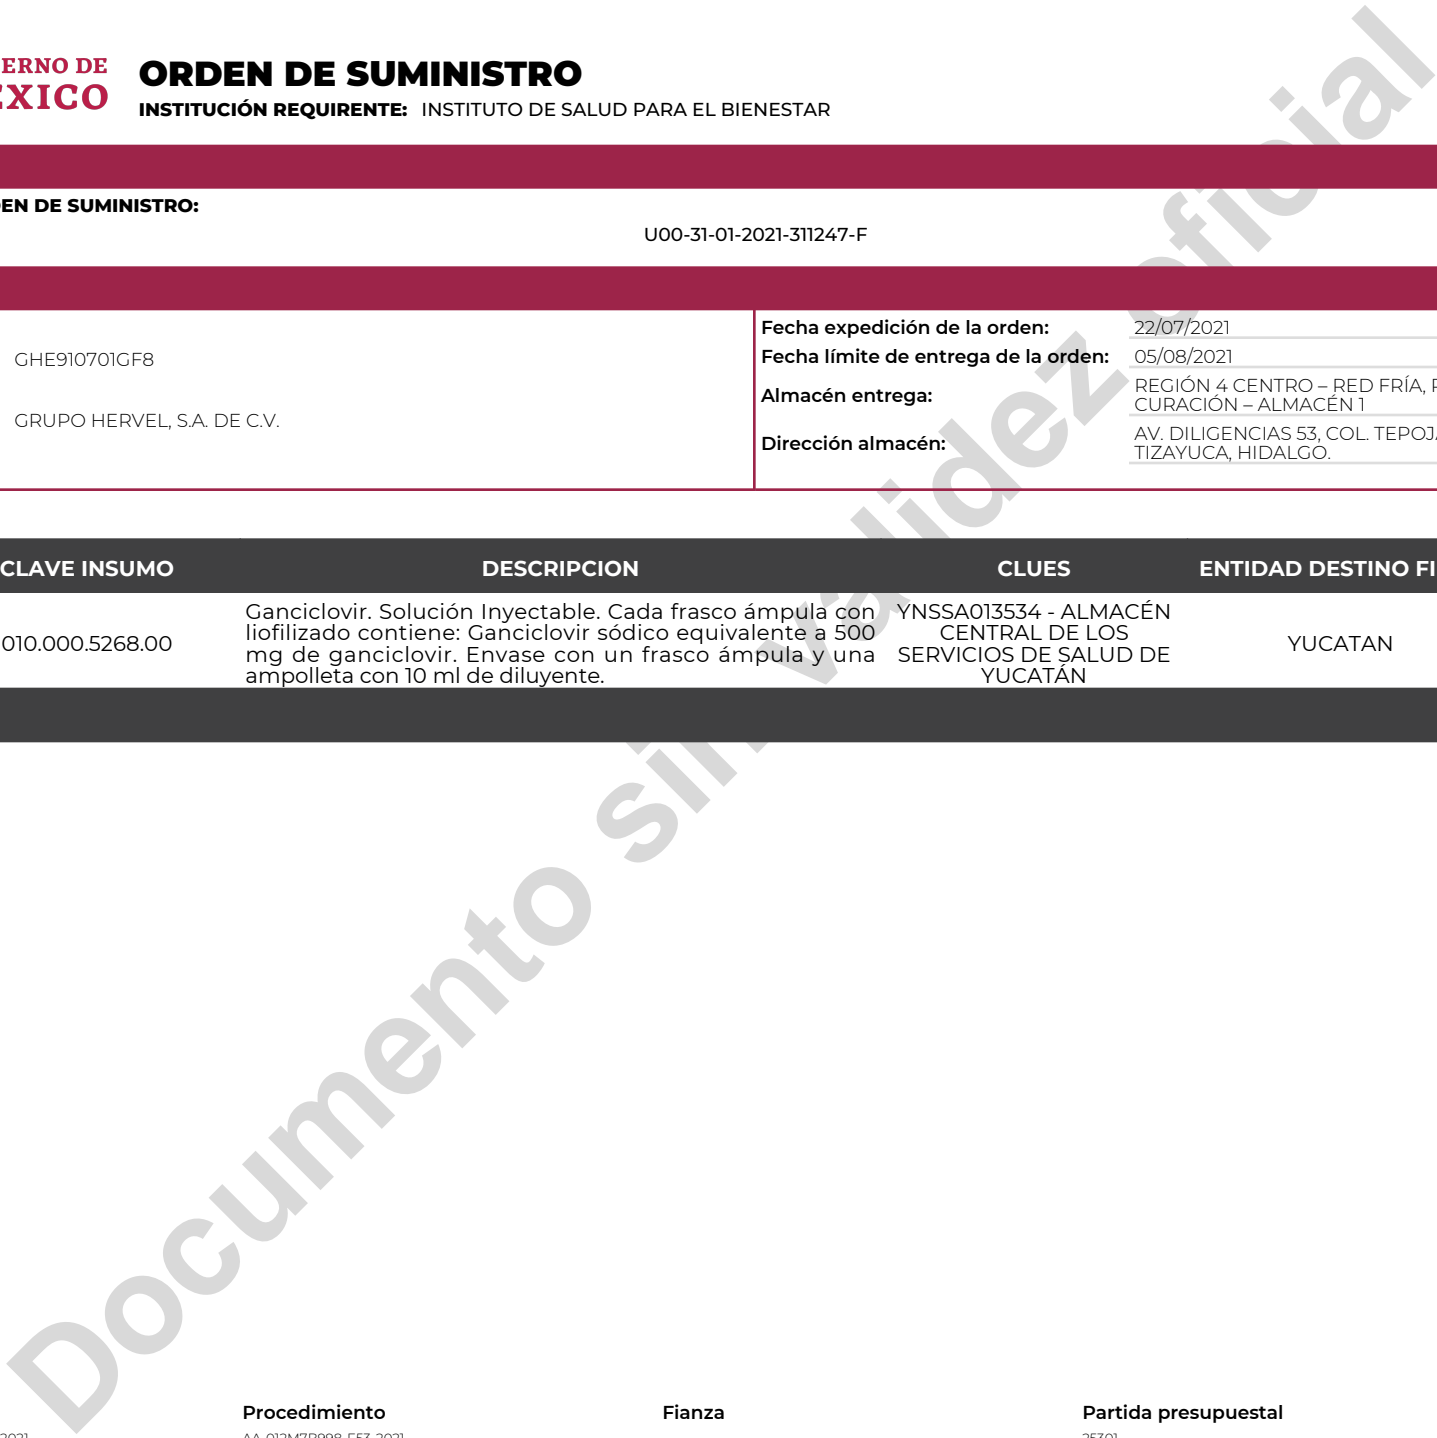 ERNO DE
ORDEN DE SUMINISTRO
INSTITUCIÓN REQUIRENTE: INSTITUTO DE SALUD PARA EL BIENESTAR
EN DE SUMINISTRO:
U00-31-01-2021-311247-F
GHE910701GF8
GRUPO HERVEL, S.A. DE C.V.
Fecha expedición de la orden: 22/07/2021
Fecha límite de entrega de la orden: 05/08/2021
Almacén entrega: REGIÓN 4 CENTRO – RED FRÍA,
CURACIÓN – ALMACÉN 1
Dirección almacén: AV. DILIGENCIAS 53, COL. TEPOJ
TIZAYUCA, HIDALGO.
CLAVE INSUMO DESCRIPCION CLUES ENTIDAD DESTINO FI
010.000.5268.00
Ganciclovir. Solución Inyectable. Cada frasco ámpula con
liofilizado contiene: Ganciclovir sódico equivalente a 500
mg de ganciclovir. Envase con un frasco ámpula y una
ampolleta con 10 ml de diluyente.
YNSSA013534 - ALMACÉN
CENTRAL DE LOS
SERVICIOS DE SALUD DE
YUCATÁN
YUCATAN
Documento sin validez oficial
Procedimiento Fianza Partida presupuestal